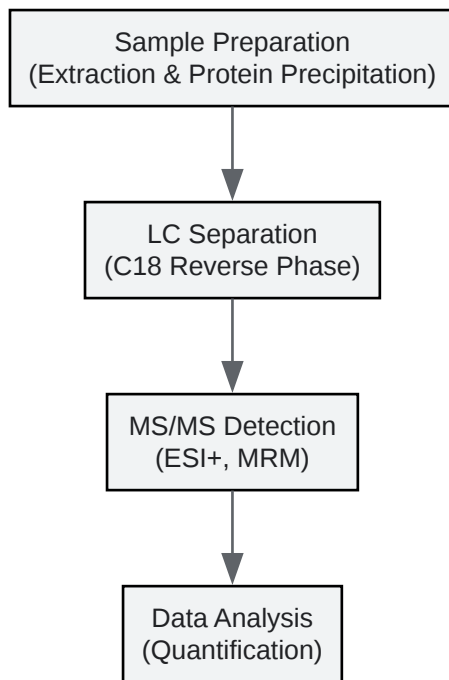 Sample Preparation
(Extraction & Protein Precipitation)
LC Separation
(C18 Reverse Phase)
MS/MS Detection
(ESI+, MRM)
Data Analysis
(Quantification)